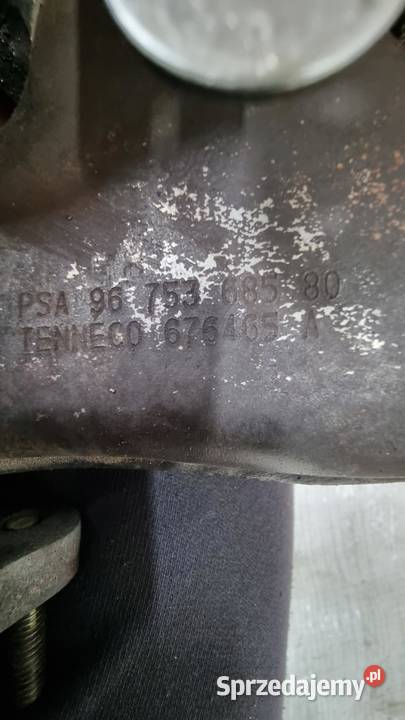 PSA 96 753 685 80
TENNECO 676465 A
Sprzedajemy.pl